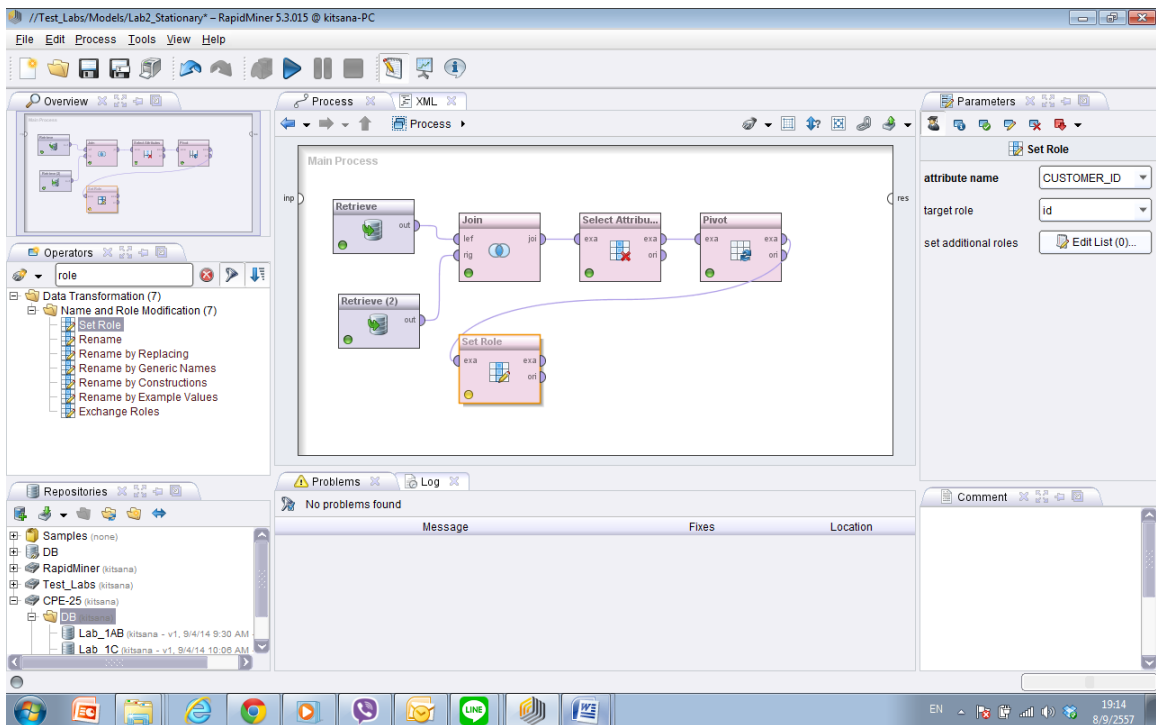 //Test_Labs/Models/Lab2_Stationary* – RapidMiner 5.3.015 @ kitsana-PC
File Edit Process Tools View Help
Overview
Main Process
Retrieve
Join
Pivot
Operators
role
Data Transformation (7)
Name and Role Modification (7)
Set Role
Rename
Rename by Replacing
Rename by Generic Names
Rename by Constructions
Rename by Example Values
Exchange Roles
Repositories
Samples (none)
DB
RapidMiner (kitsana)
Test_Labs (kitsana)
CPE-25 (kitsana)
DB (kitsana)
Lab_1AB (kitsana - v1, 9/4/14 9:30 AM
Lab_1C (kitsana - v1, 9/4/14 10:06 AM
Process XML
Process
Main Process
inp
res
Retrieve
out
Join
lef joi
rig
Select Attribu...
exa exa
ori
Pivot
exa exa
ori
Retrieve (2)
out
Set Role
exa exa
ori
Problems Log
No problems found
Message Fixes Location
Parameters
Set Role
attribute name CUSTOMER_ID
target role id
set additional roles Edit List (0)...
Comment
LINE
EN
19:14
8/9/2557